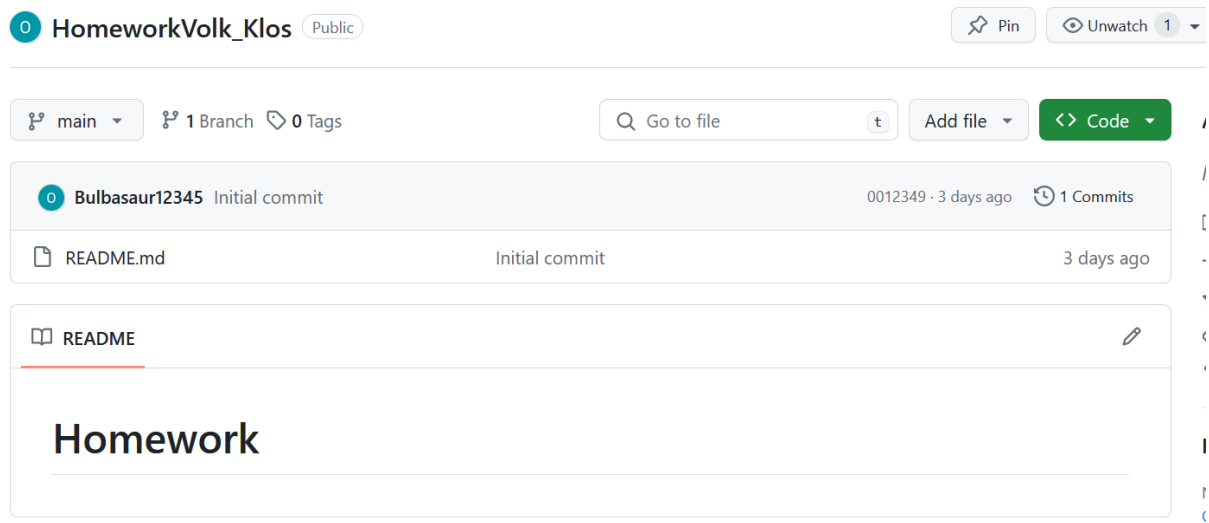 O HomeworkVolk_Klos Public Pin Unwatch 1
main 1 Branch 0 Tags Go to file t Add file Code
O Bulbasaur12345 Initial commit 0012349 · 3 days ago 1 Commits
README.md Initial commit 3 days ago
README
Homework